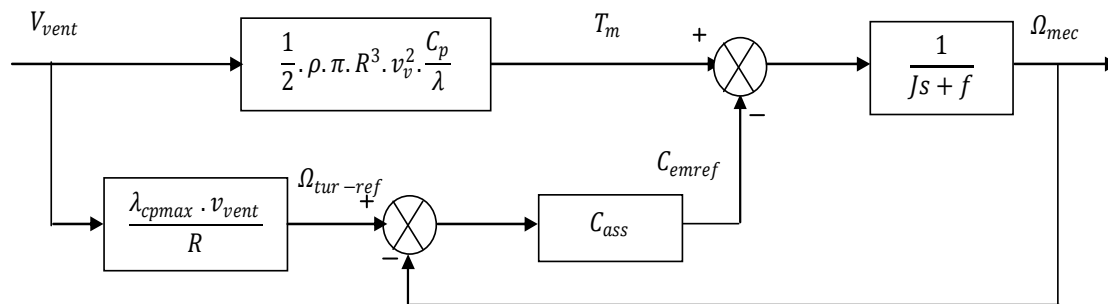 V_vent
1/2 . ρ. π. R^3. v_v^2. C_p/λ
T_m
+
−
1/(Js + f)
Ω_mec
λ_cpmax . v_vent / R
Ω_tur−ref
+
−
C_ass
C_emref